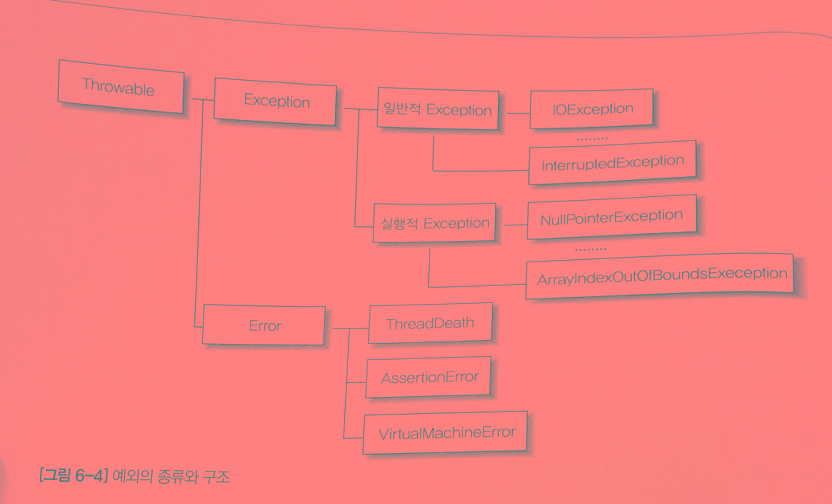 Throwable
Exception
일반적 Exception
IOException
........
InterruptedException
실행적 Exception
NullPointerException
........
ArrayIndexOutOfBoundsExeception
Error
ThreadDeath
AssertionError
VirtualMachineError
[그림 6-4] 예외의 종류와 구조